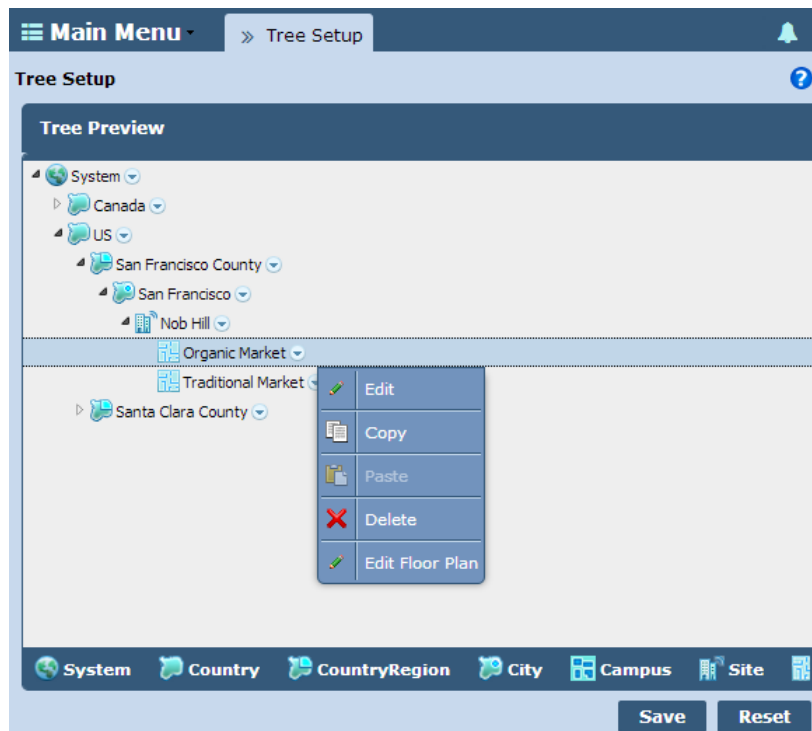 Main Menu
» Tree Setup
Tree Setup
?
Tree Preview
System
Canada
US
San Francisco County
San Francisco
Nob Hill
Organic Market
Traditional Market
Santa Clara County
Edit
Copy
Paste
Delete
Edit Floor Plan
System Country CountryRegion City Campus Site
Save Reset